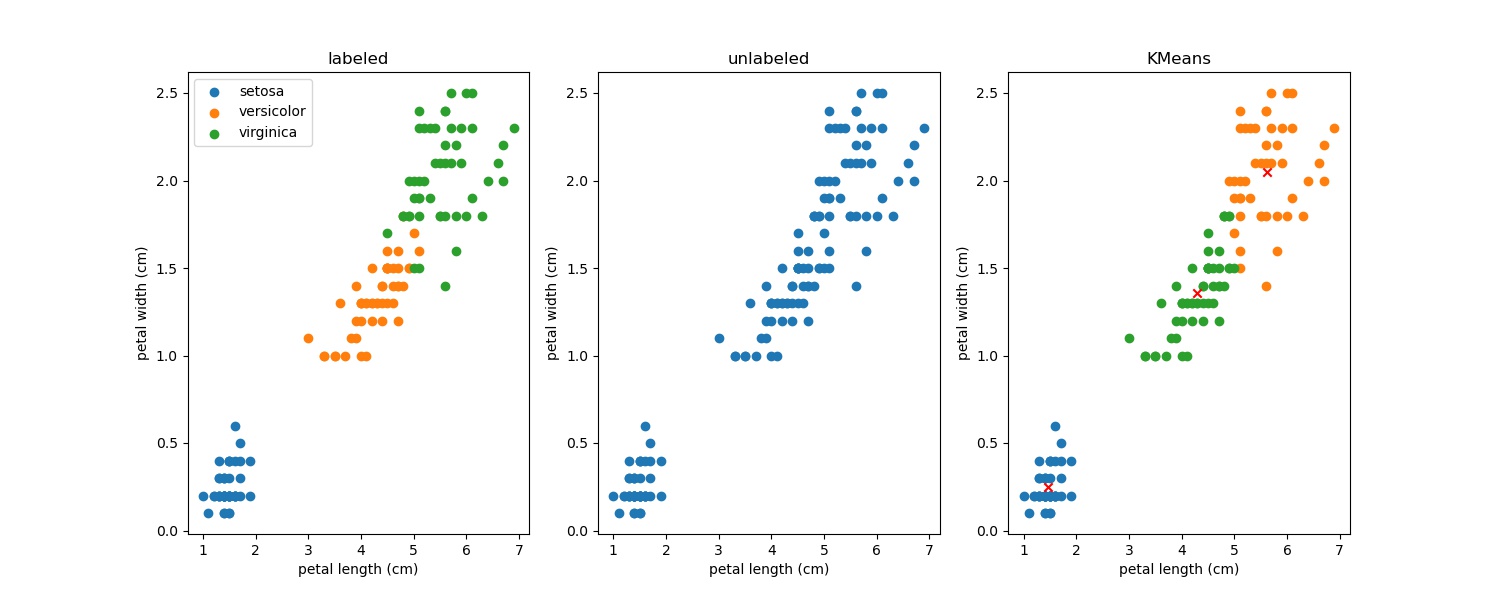 labeled
setosa
versicolor
virginica
2.5
2.0
1.5
1.0
0.5
0.0
petal width (cm)
1 2 3 4 5 6 7
petal length (cm)
unlabeled
2.5
2.0
1.5
1.0
0.5
0.0
petal width (cm)
1 2 3 4 5 6 7
petal length (cm)
KMeans
2.5
2.0
1.5
1.0
0.5
0.0
petal width (cm)
1 2 3 4 5 6 7
petal length (cm)